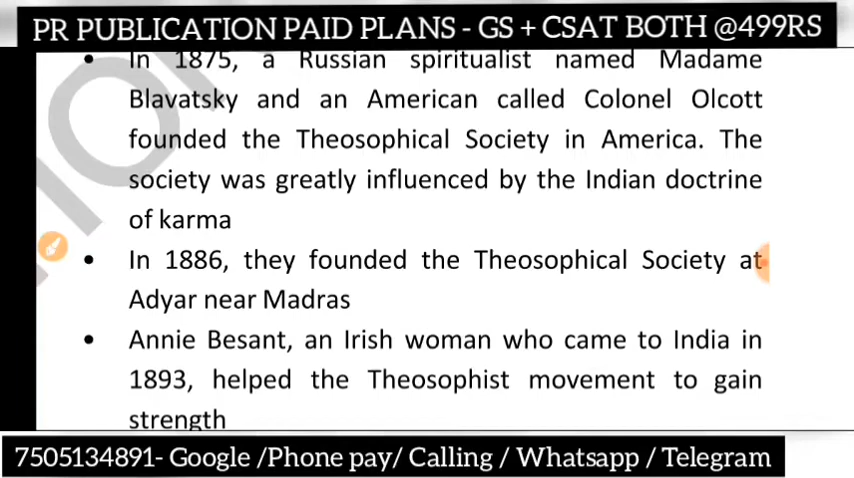 PR PUBLICATION PAID PLANS - GS + CSAT BOTH @499RS
• In 1875, a Russian spiritualist named Madame
Blavatsky and an American called Colonel Olcott
founded the Theosophical Society in America. The
society was greatly influenced by the Indian doctrine
of karma
• In 1886, they founded the Theosophical Society at
Adyar near Madras
• Annie Besant, an Irish woman who came to India in
1893, helped the Theosophist movement to gain
strength
7505134891- Google /Phone pay/ Calling / Whatsapp / Telegram